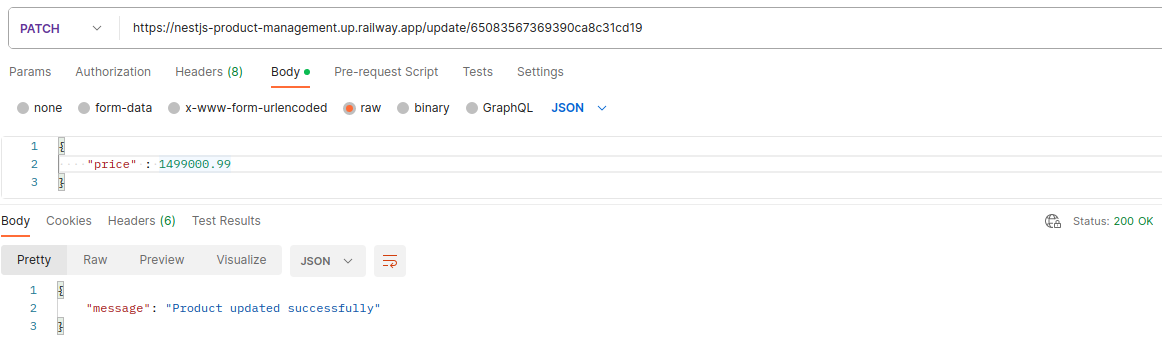 PATCH https://nestjs-product-management.up.railway.app/update/65083567369390ca8c31cd19
Params Authorization Headers (8) Body Pre-request Script Tests Settings
none form-data x-www-form-urlencoded raw binary GraphQL JSON
1 {
2 "price" : 1499000.99
3 }
Body Cookies Headers (6) Test Results Status: 200 OK
Pretty Raw Preview Visualize JSON
1 {
2 "message": "Product updated successfully"
3 }